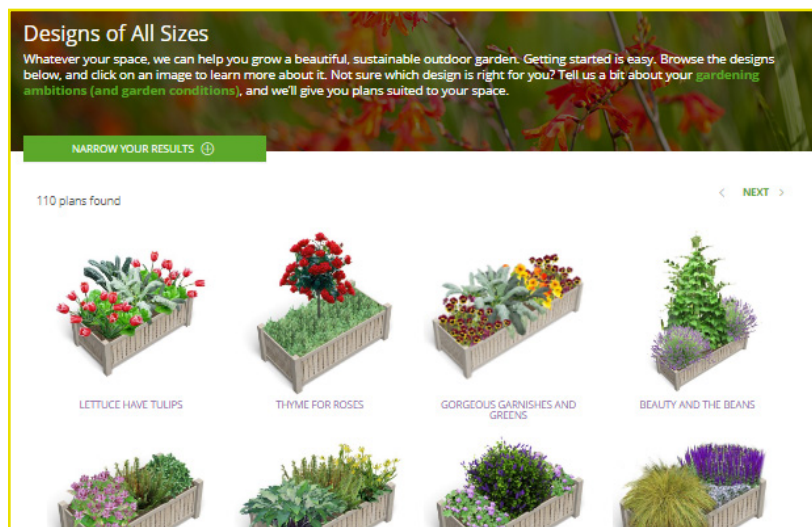 Designs of All Sizes
Whatever your space, we can help you grow a beautiful, sustainable outdoor garden. Getting started is easy. Browse the designs
below, and click on an image to learn more about it. Not sure which design is right for you? Tell us a bit about your gardening
ambitions (and garden conditions), and we'll give you plans suited to your space.
NARROW YOUR RESULTS
110 plans found
NEXT
LETTUCE HAVE TULIPS
THYME FOR ROSES
GORGEOUS GARNISHES AND
GREENS
BEAUTY AND THE BEANS